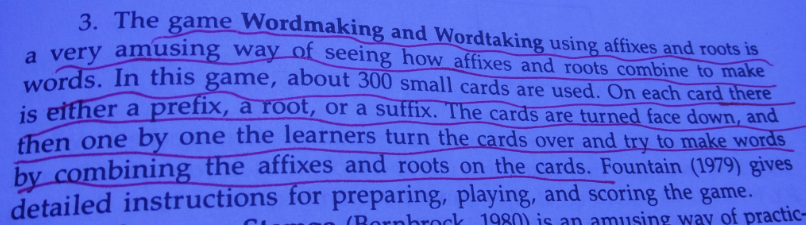 3. The game Wordmaking and Wordtaking using affixes and roots is
a very amusing way of seeing how affixes and roots combine to make
words. In this game, about 300 small cards are used. On each card there
is either a prefix, a root, or a suffix. The cards are turned face down, and
then one by one the learners turn the cards over and try to make words
by combining the affixes and roots on the cards. Fountain (1979) gives
detailed instructions for preparing, playing, and scoring the game.
(Bernbrock, 1980) is an amusing way of practic-